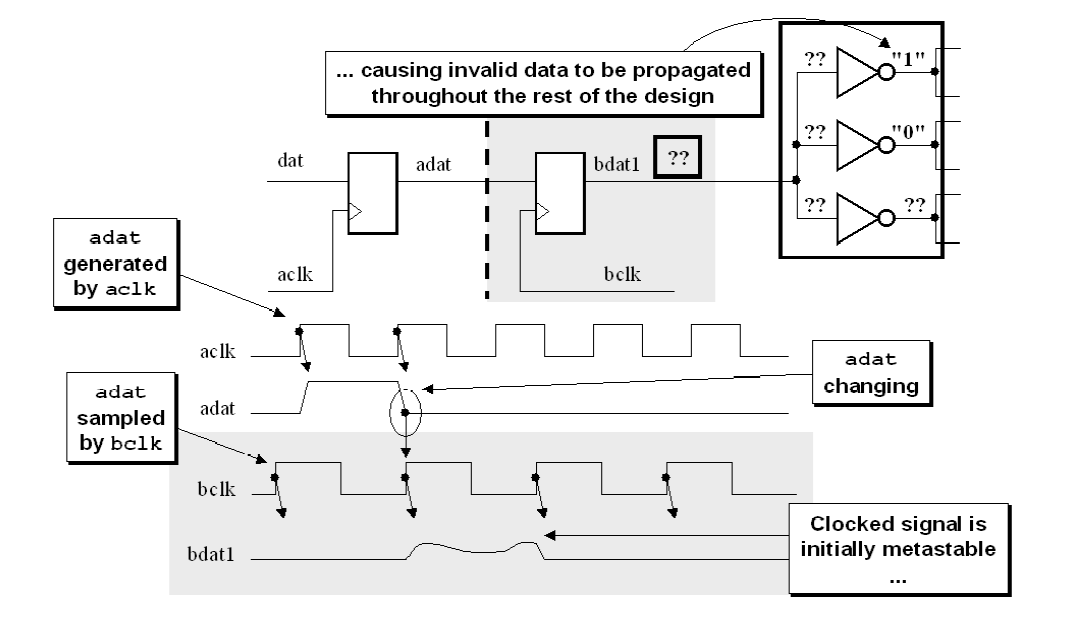 ... causing invalid data to be propagated
throughout the rest of the design
?? "1"
?? "0"
?? ??
dat
adat
bdat1
??
aclk
bclk
adat
generated
by aclk
aclk
adat
changing
adat
sampled
by bclk
adat
bclk
bdat1
Clocked signal is
initially metastable
...